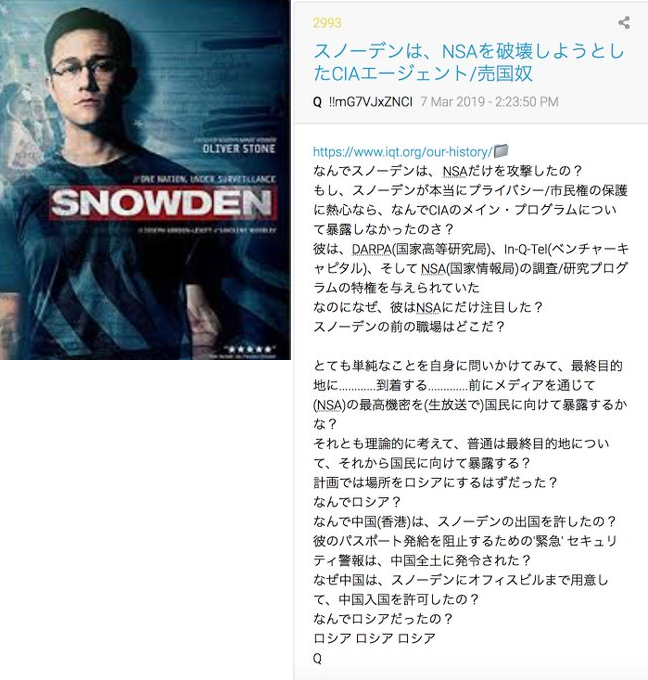 OLIVER STONE
ONE NATION, UNDER SURVEILLANCE
SNOWDEN
JOSEPH GORDON-LEVITT
SHAILENE WOODLEY
2993
スノーデンは、NSAを破壊しようとし
たCIAエージェント/売国奴
Q !!mG7VJxZNCI 7 Mar 2019 - 2:23:50 PM
https://www.iqt.org/our-history/
なんでスノーデンは、NSAだけを攻撃したの？
もし、スノーデンが本当にプライバシー/市民権の保護
に熱心なら、なんでCIAのメイン・プログラムについ
て暴露しなかったのさ？
彼は、DARPA(国家高等研究局)、In-Q-Tel(ベンチャーキ
ャピタル)、そして NSA(国家情報局)の調査/研究プログ
ラムの特権を与えられていた
なのになぜ、彼はNSAにだけ注目した？
スノーデンの前の職場はどこだ？
とても単純なことを自身に問いかけてみて、最終目的
地に............到着する............前にメディアを通じて
(NSA)の最高機密を(生放送で)国民に向けて暴露するか
な？
それとも理論的に考えて、普通は最終目的地につい
て、それから国民に向けて暴露する？
計画では場所をロシアにするはずだった？
なんでロシア？
なんで中国(香港)は、スノーデンの出国を許したの？
彼のパスポート発給を阻止するための'緊急' セキュリ
ティ警報は、中国全土に発令された？
なぜ中国は、スノーデンにオフィスビルまで用意し
て、中国入国を許可したの？
なんでロシアだったの？
ロシア ロシア ロシア
Q